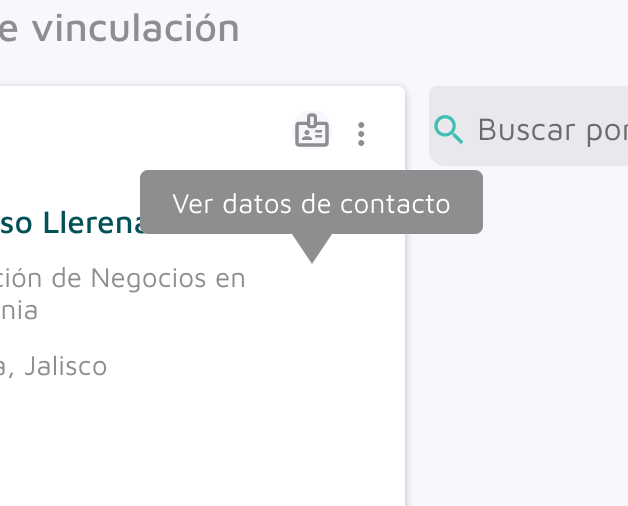 e vinculación
Buscar por
Ver datos de contacto
so Llerena
ción de Negocios en
nia
a, Jalisco